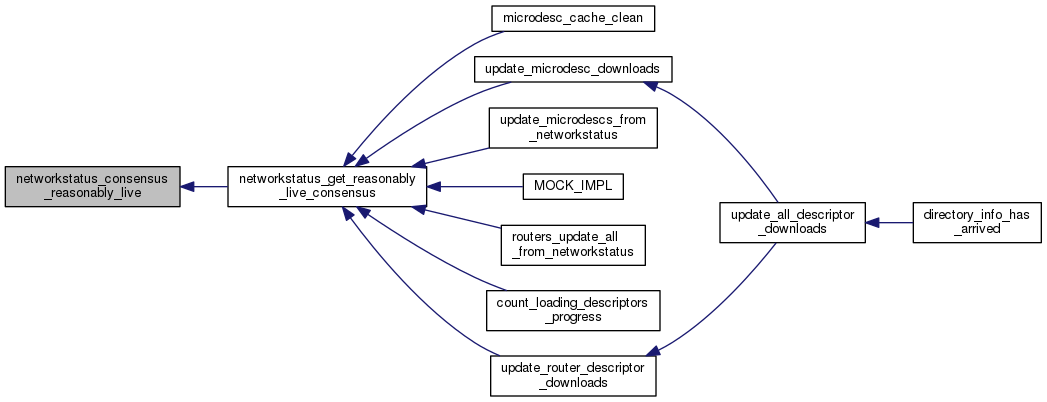 microdesc_cache_clean
update_microdesc_downloads
update_microdescs_from
_networkstatus
networkstatus_consensus
_reasonably_live
networkstatus_get_reasonably
_live_consensus
MOCK_IMPL
update_all_descriptor
_downloads
directory_info_has
_arrived
routers_update_all
_from_networkstatus
count_loading_descriptors
_progress
update_router_descriptor
_downloads